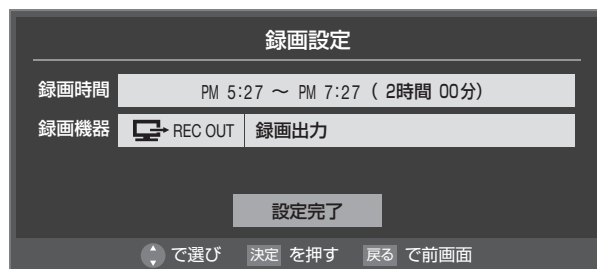 録画設定
録画時間 PM 5:27 ～ PM 7:27 ( 2時間 00分)
録画機器 REC OUT 録画出力
設定完了
で選び 決定 を押す 戻る で前画面